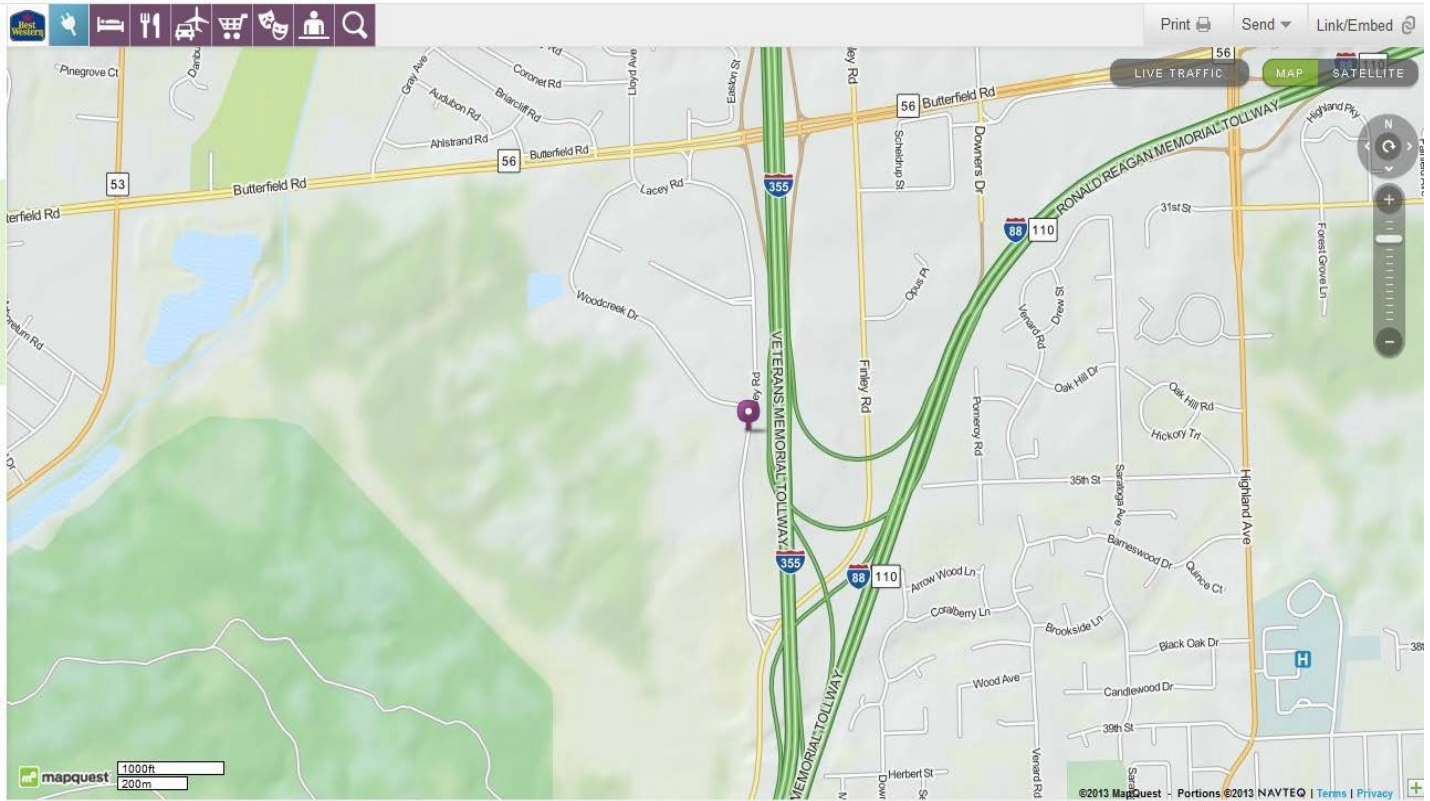 Best Western
Print
Send
Link/Embed
LIVE TRAFFIC
MAP
SATELLITE
N
Pinegrove Ct
Gray Ave
Coronet Rd
Lloyd Ave
Easton St
56
110
Audubon Rd
Briarcliff Rd
56 Butterfield Rd
Highland Pky
Ahlstrand Rd
56 Butterfield Rd
Scheldrup St
Downers Dr
RONALD REAGAN MEMORIAL TOLLWAY
53
Butterfield Rd
Lacey Rd
355
terfield Rd
31st St
88 110
Forest Grove Ln
Opus Pl
Woodcreek Dr
Drew St
Venard Rd
VETERANS MEMORIAL TOLLWAY
Finley Rd
Oak Hill Dr
Oak Hill Rd
Pomeroy Rd
Hickory Trl
35th St
Saratoga Ave
Highland Ave
Barneswood Dr
355
88 110
Arrow Wood Ln
Quince Ct
Coralberry Ln
Brookside Ln
Black Oak Dr
H
Wood Ave
Candlewood Dr
39th St
MEMORIAL TOLLWAY
Venard Rd
Herbert St
mapquest
1000ft
200m
©2013 MapQuest - Portions ©2013 NAVTEQ | Terms | Privacy